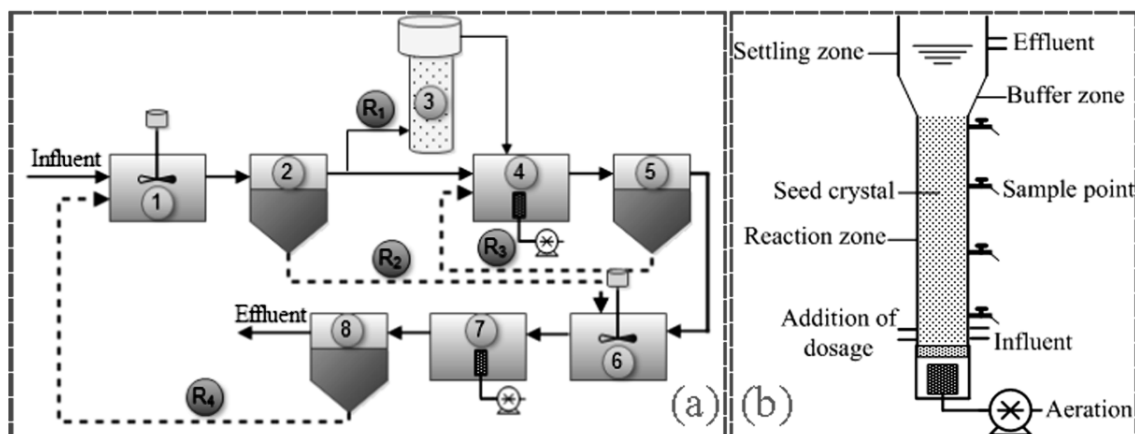 Influent
1
2
R1
3
4
5
R2
R3
Effluent
8
7
6
R4
(a)
(b)
Settling zone
Effluent
Buffer zone
Seed crystal
Sample point
Reaction zone
Addition of
dosage
Influent
Aeration